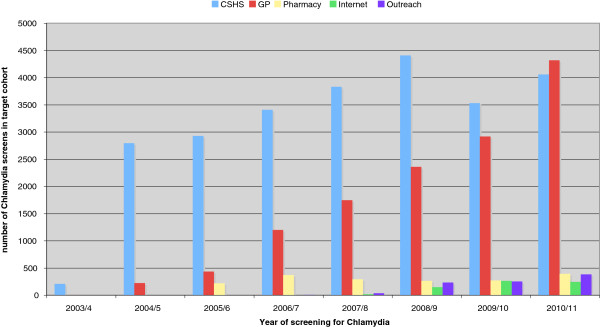 CSHS GP Pharmacy Internet Outreach
number of Chlamydia screens in target cohort
5000
4500
4000
3500
3000
2500
2000
1500
1000
500
0
2003/4 2004/5 2005/6 2006/7 2007/8 2008/9 2009/10 2010/11
Year of screening for Chlamydia